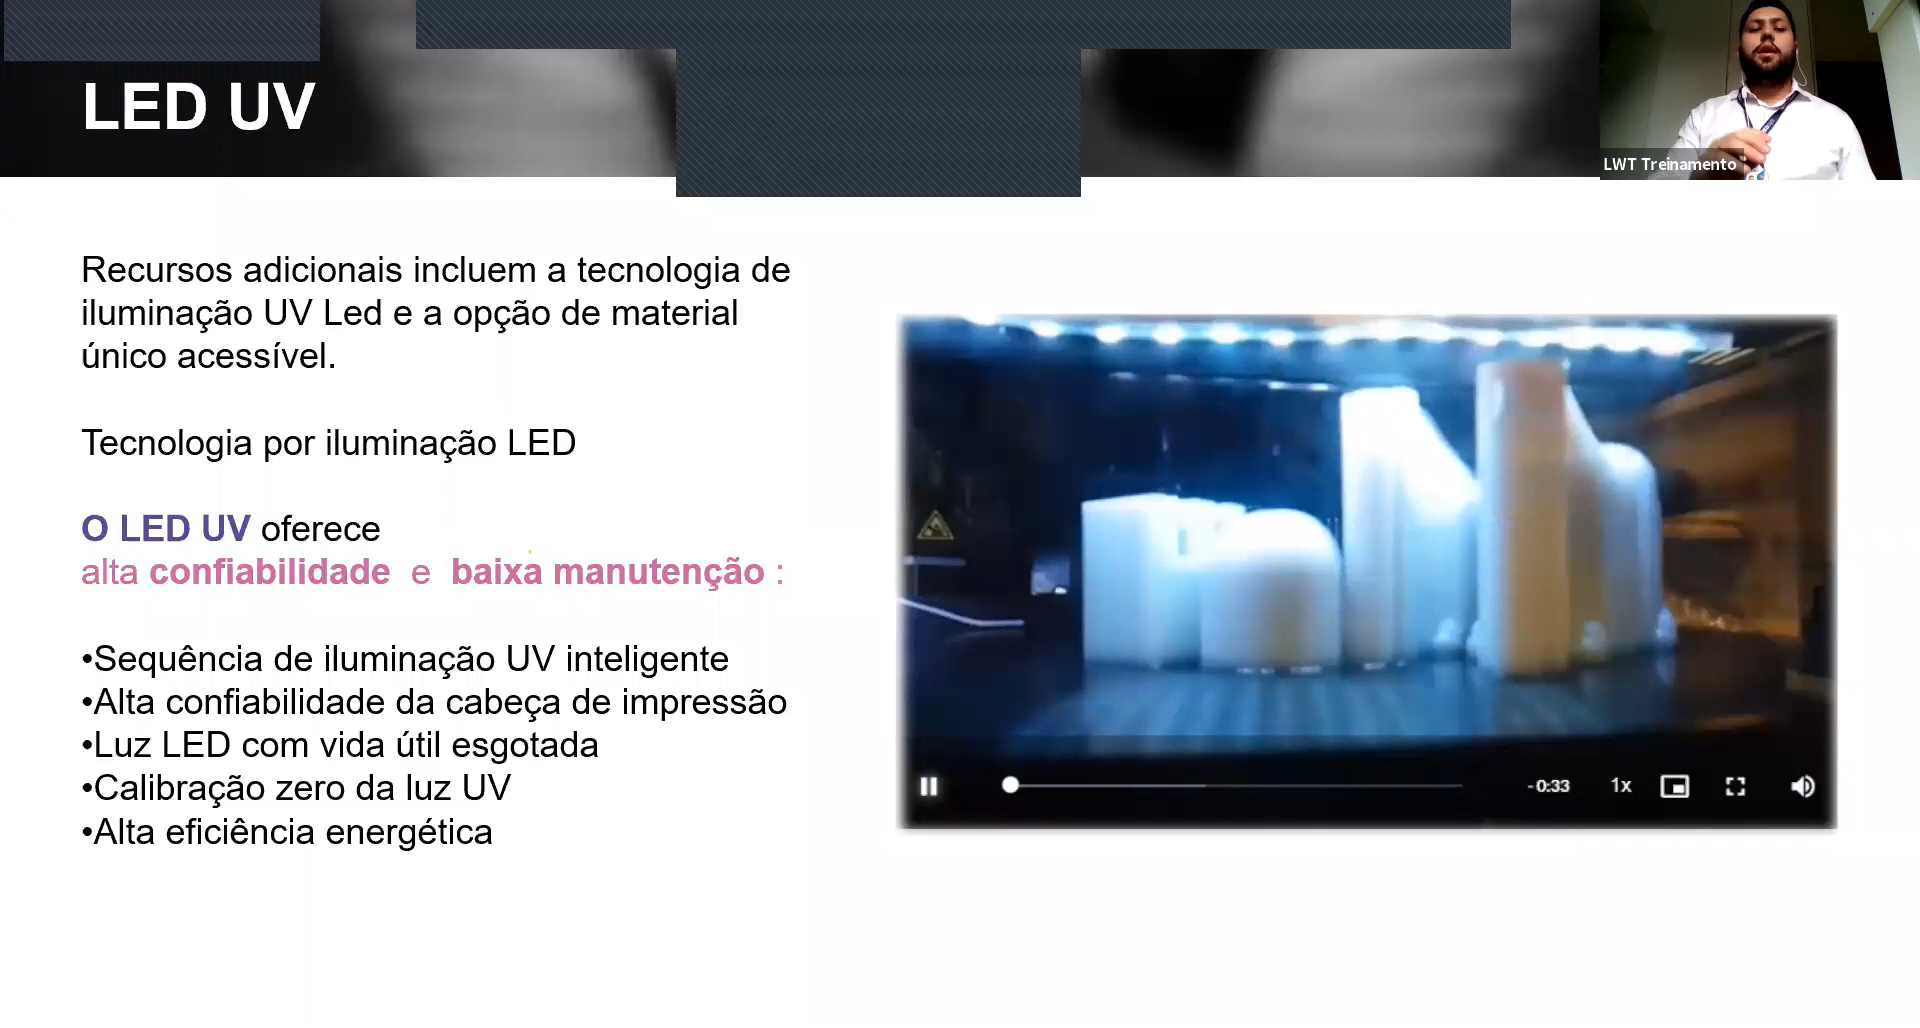 LED UV
LWT Treinamento
Recursos adicionais incluem a tecnologia de
iluminação UV Led e a opção de material
único acessível.
Tecnologia por iluminação LED
O LED UV oferece
alta confiabilidade e baixa manutenção :
•Sequência de iluminação UV inteligente
•Alta confiabilidade da cabeça de impressão
•Luz LED com vida útil esgotada
•Calibração zero da luz UV
•Alta eficiência energética
-0:33
1x